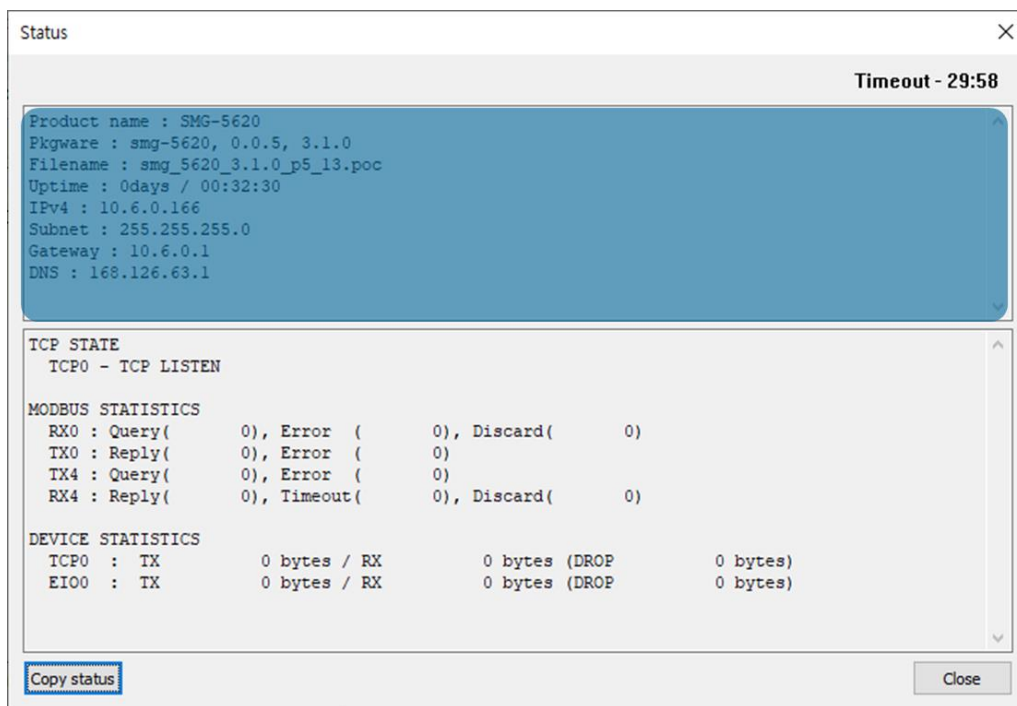 Status
Timeout - 29:58
Product name : SMG-5620
Pkgware : smg-5620, 0.0.5, 3.1.0
Filename : smg_5620_3.1.0_p5_13.poc
Uptime : 0days / 00:32:30
IPv4 : 10.6.0.166
Subnet : 255.255.255.0
Gateway : 10.6.0.1
DNS : 168.126.63.1
TCP STATE
TCP0 - TCP LISTEN
MODBUS STATISTICS
RX0 : Query( 0), Error ( 0), Discard( 0)
TX0 : Reply( 0), Error ( 0)
TX4 : Query( 0), Error ( 0)
RX4 : Reply( 0), Timeout( 0), Discard( 0)
DEVICE STATISTICS
TCP0 : TX 0 bytes / RX 0 bytes (DROP 0 bytes)
EIO0 : TX 0 bytes / RX 0 bytes (DROP 0 bytes)
Copy status
Close